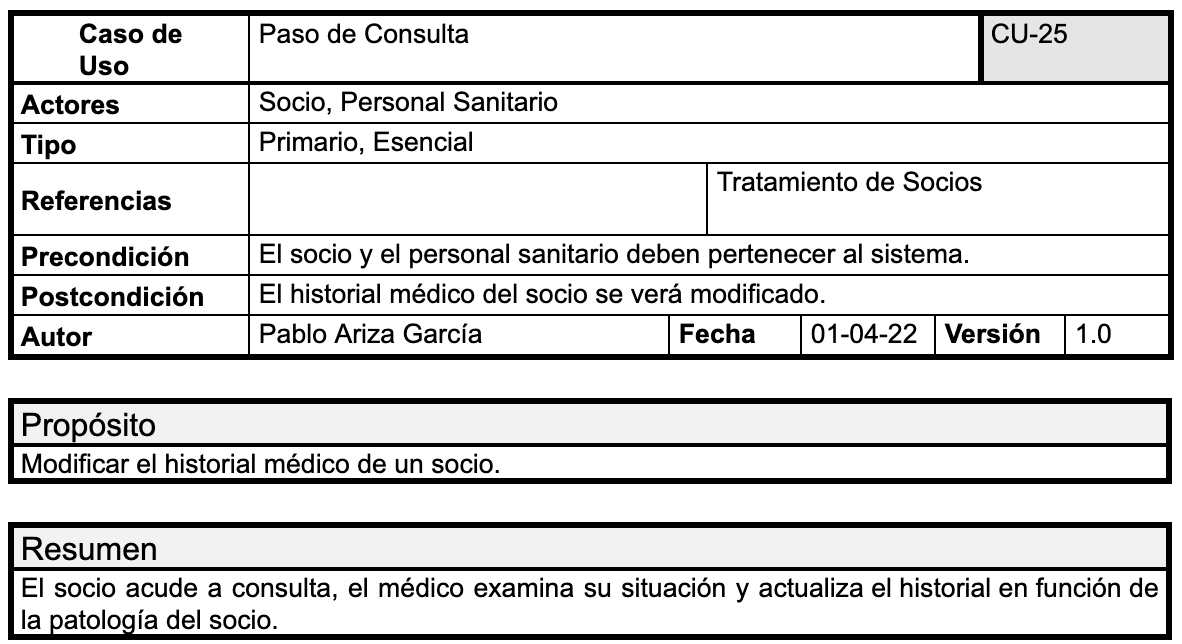 Caso de Uso Paso de Consulta CU-25
Actores Socio, Personal Sanitario
Tipo Primario, Esencial
Referencias Tratamiento de Socios
Precondición El socio y el personal sanitario deben pertenecer al sistema.
Postcondición El historial médico del socio se verá modificado.
Autor Pablo Ariza García Fecha 01-04-22 Versión 1.0
Propósito
Modificar el historial médico de un socio.
Resumen
El socio acude a consulta, el médico examina su situación y actualiza el historial en función de
la patología del socio.